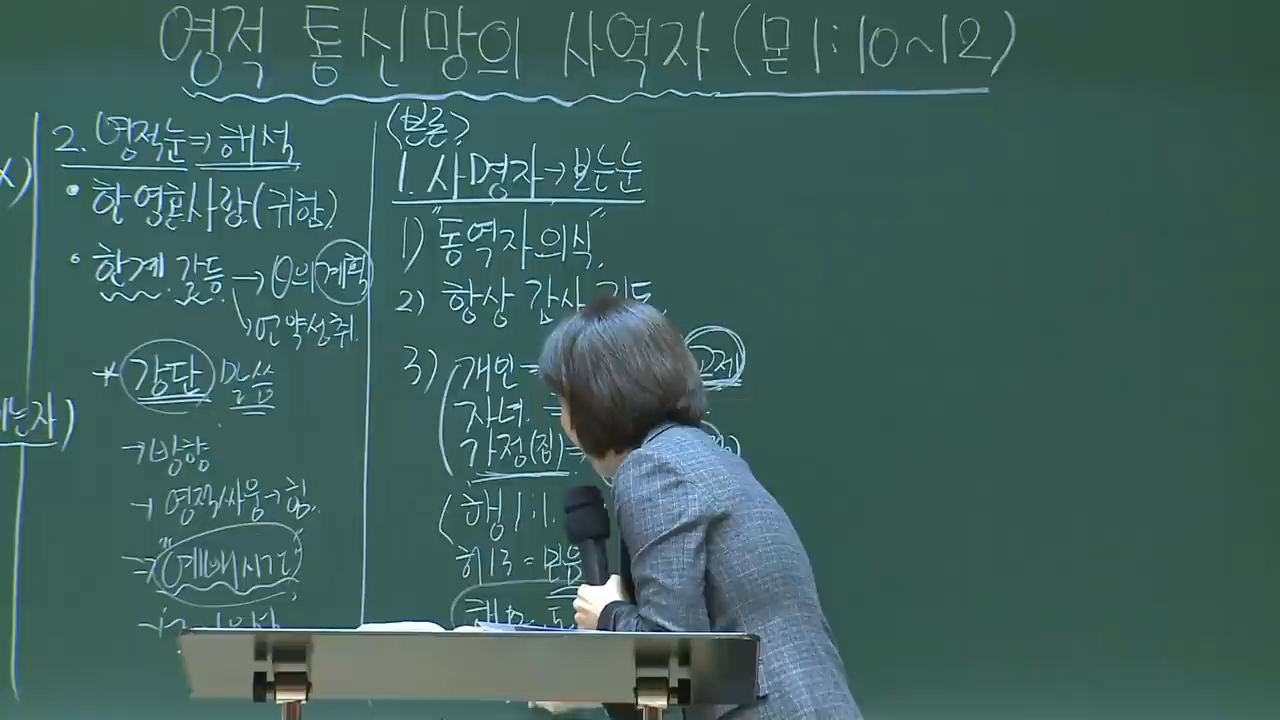 영적 통신망의 사역자 (몬1:10~12)
x)
는자)
2. 영적눈⇒해석
• 한 영혼사랑(귀함)
• 한계. 갈등 → O의 계획
↘언약성취.
* 강단 말씀
→방향
→ 영적싸움→힘.
⇒"예배시간"
<본론>
1. 사명자→보는눈
1) "동역자 의식"
2) 항상 감사 기도
3) 개인⇒
자녀. ⇒
가정(집)⇒
(행1:1.
히13 =